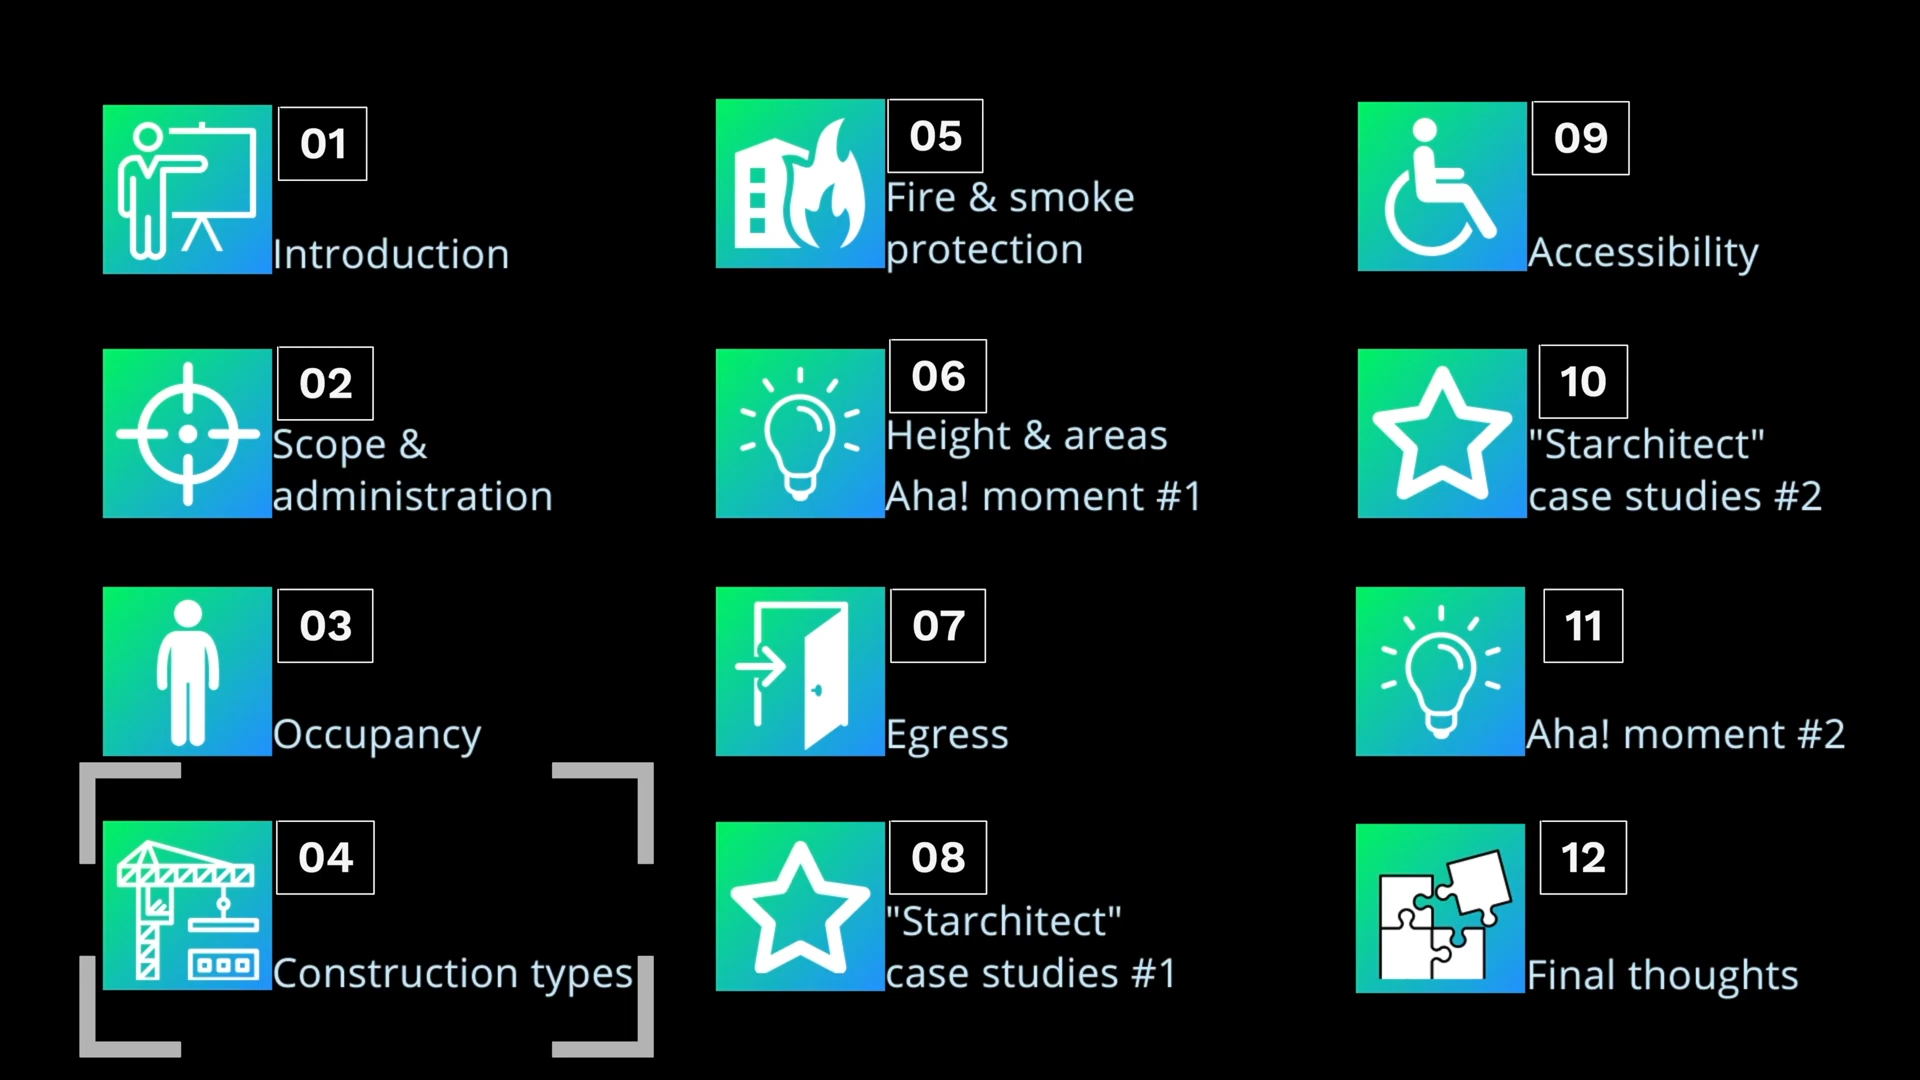 01
Introduction
02
Scope &
administration
03
Occupancy
04
Construction types
05
Fire & smoke
protection
06
Height & areas
Aha! moment #1
07
Egress
08
"Starchitect"
case studies #1
09
Accessibility
10
"Starchitect"
case studies #2
11
Aha! moment #2
12
Final thoughts